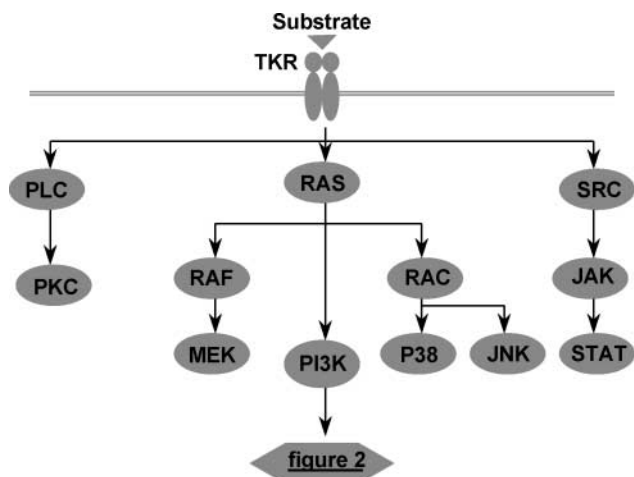 Substrate
TKR
PLC
RAS
SRC
PKC
RAF
RAC
JAK
MEK
PI3K
P38
JNK
STAT
figure 2